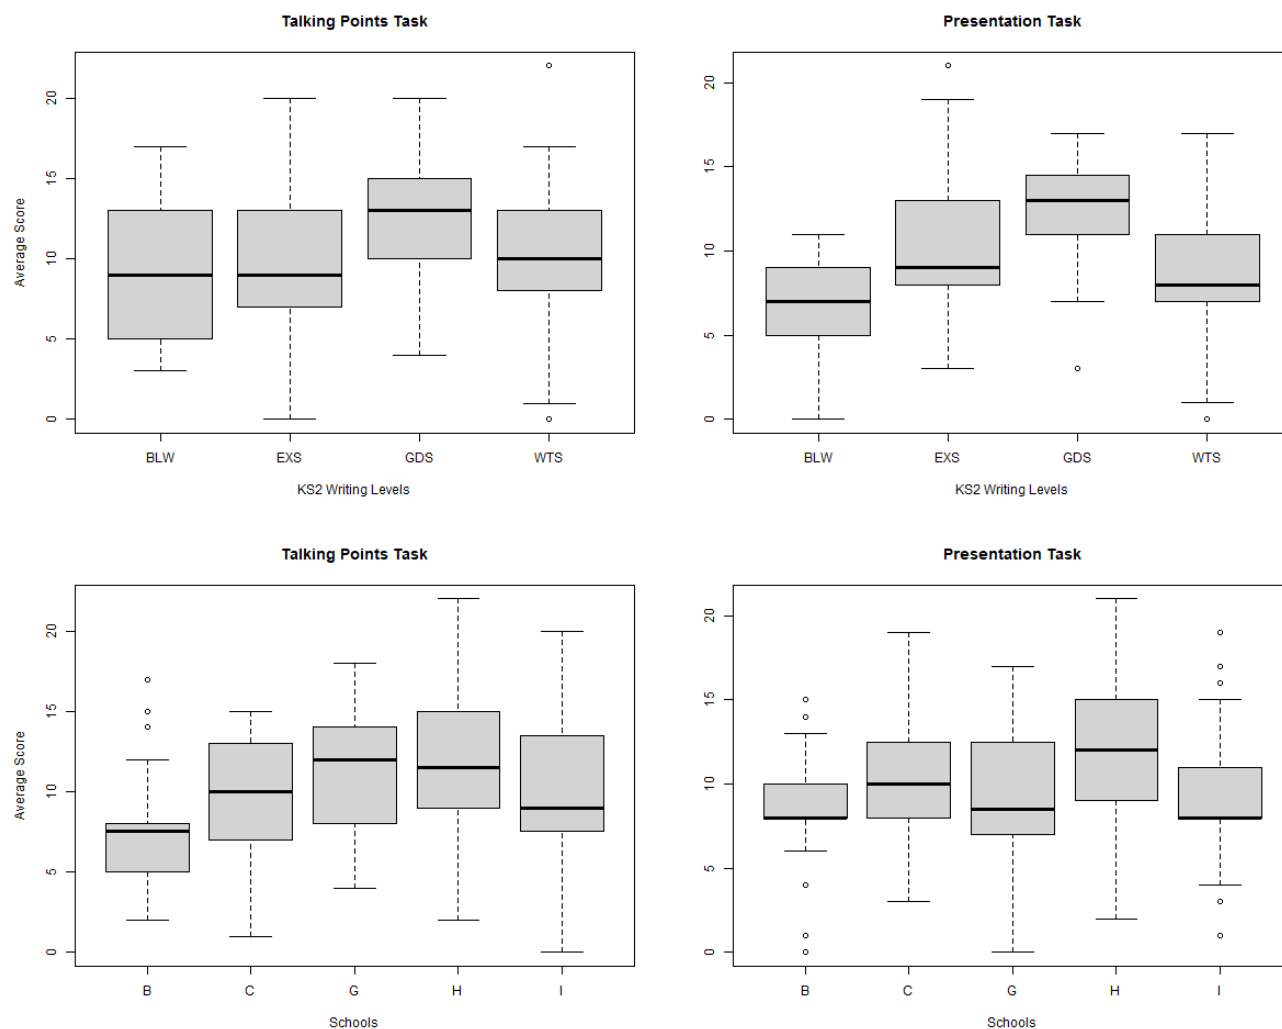 Talking Points Task
Average Score
0 5 10 15 20
BLW EXS GDS WTS
KS2 Writing Levels
Presentation Task
0 5 10 15 20
BLW EXS GDS WTS
KS2 Writing Levels
Talking Points Task
Average Score
0 5 10 15 20
B C G H I
Schools
Presentation Task
0 5 10 15 20
B C G H I
Schools